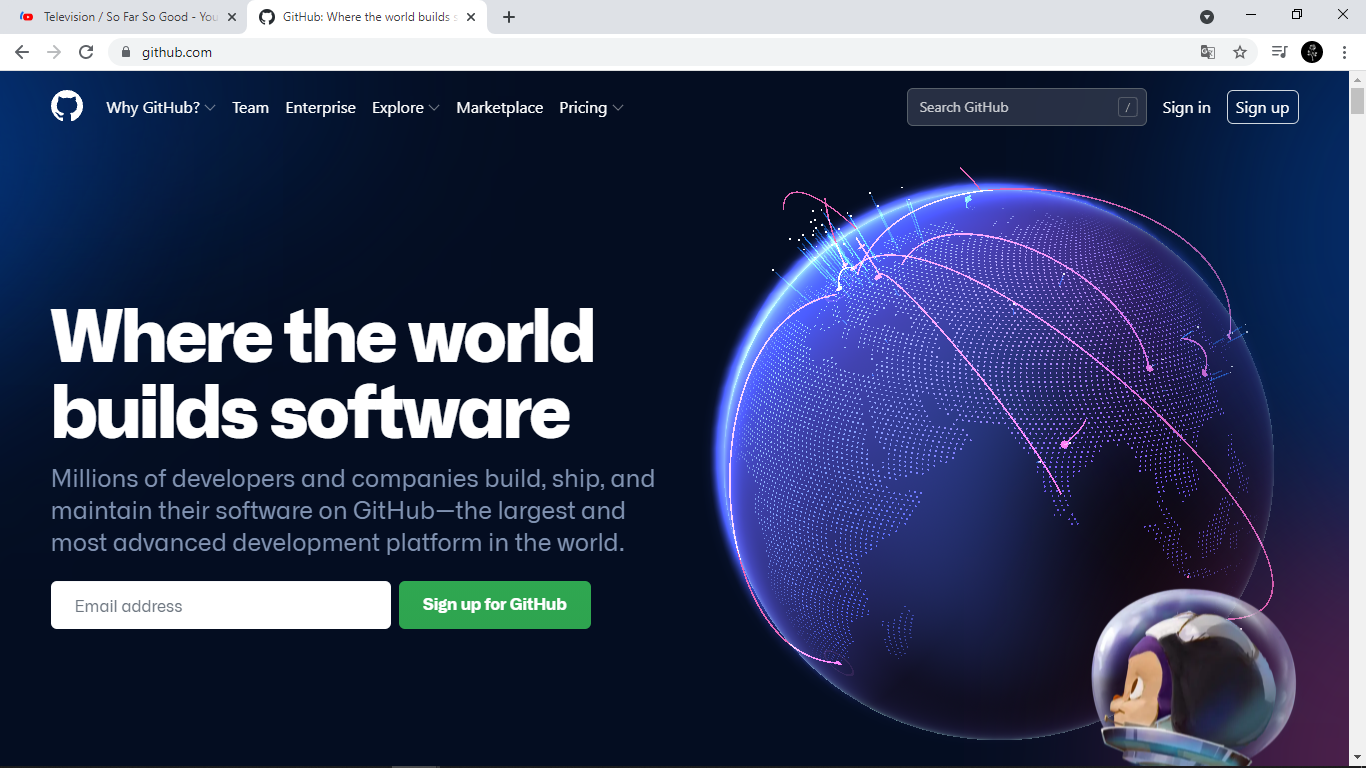 Television / So Far So Good - You
GitHub: Where the world builds s
github.com
Why GitHub?
Team
Enterprise
Explore
Marketplace
Pricing
Search GitHub
/
Sign in
Sign up
Where the world
builds software
Millions of developers and companies build, ship, and
maintain their software on GitHub—the largest and
most advanced development platform in the world.
Email address
Sign up for GitHub